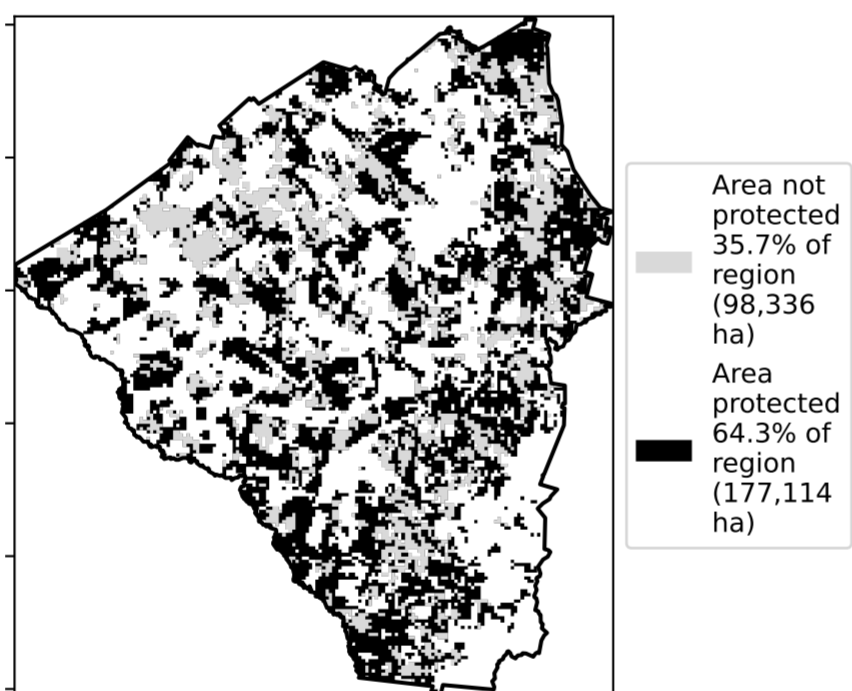 Area not
protected
35.7% of
region
(98,336
ha)
Area
protected
64.3% of
region
(177,114
ha)